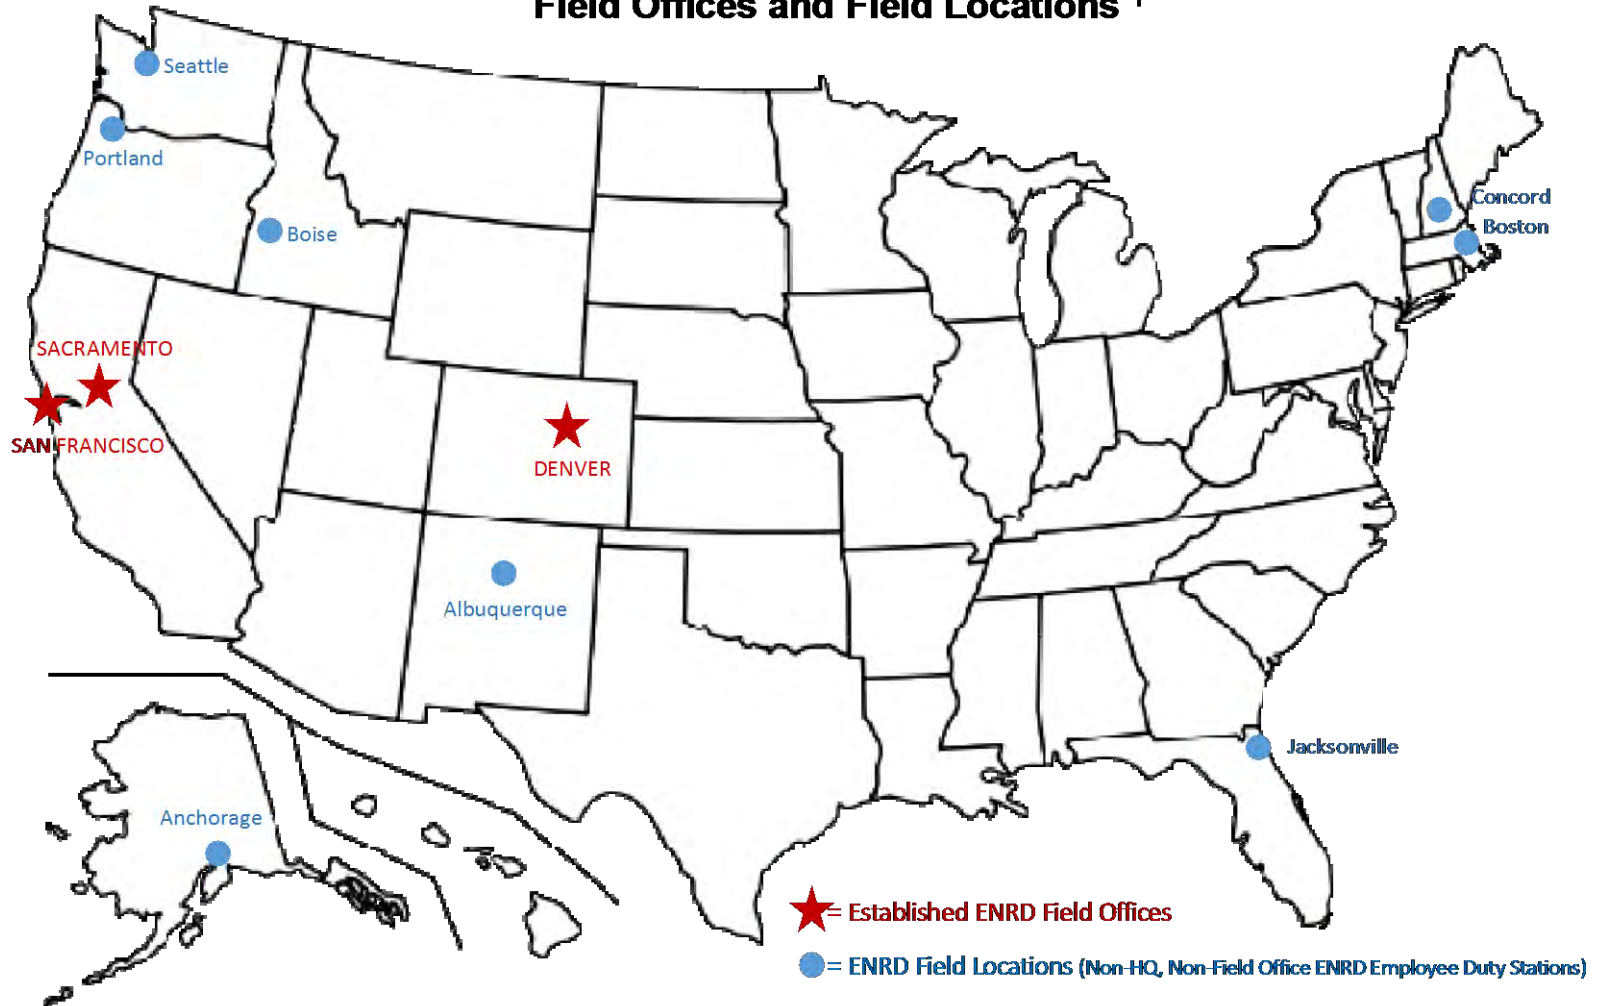 Field Offices and Field Locations
Seattle
Portland
Boise
Concord
Boston
SACRAMENTO
SAN FRANCISCO
DENVER
Albuquerque
Jacksonville
Anchorage
= Established ENRD Field Offices
= ENRD Field Locations (Non-HQ, Non-Field Office ENRD Employee Duty Stations)